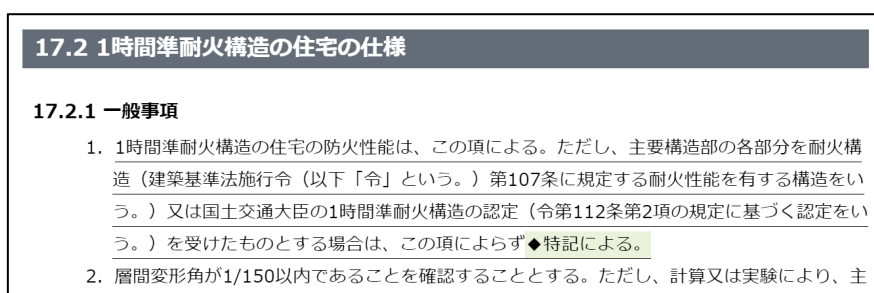 17.2 1時間準耐火構造の住宅の仕様
17.2.1 一般事項
1. 1時間準耐火構造の住宅の防火性能は、この項による。ただし、主要構造部の各部分を耐火構
造（建築基準法施行令（以下「令」という。）第107条に規定する耐火性能を有する構造をい
う。）又は国土交通大臣の1時間準耐火構造の認定（令第112条第2項の規定に基づく認定をい
う。）を受けたものとする場合は、この項によらず◆特記による。
2. 層間変形角が1/150以内であることを確認することとする。ただし、計算又は実験により、主